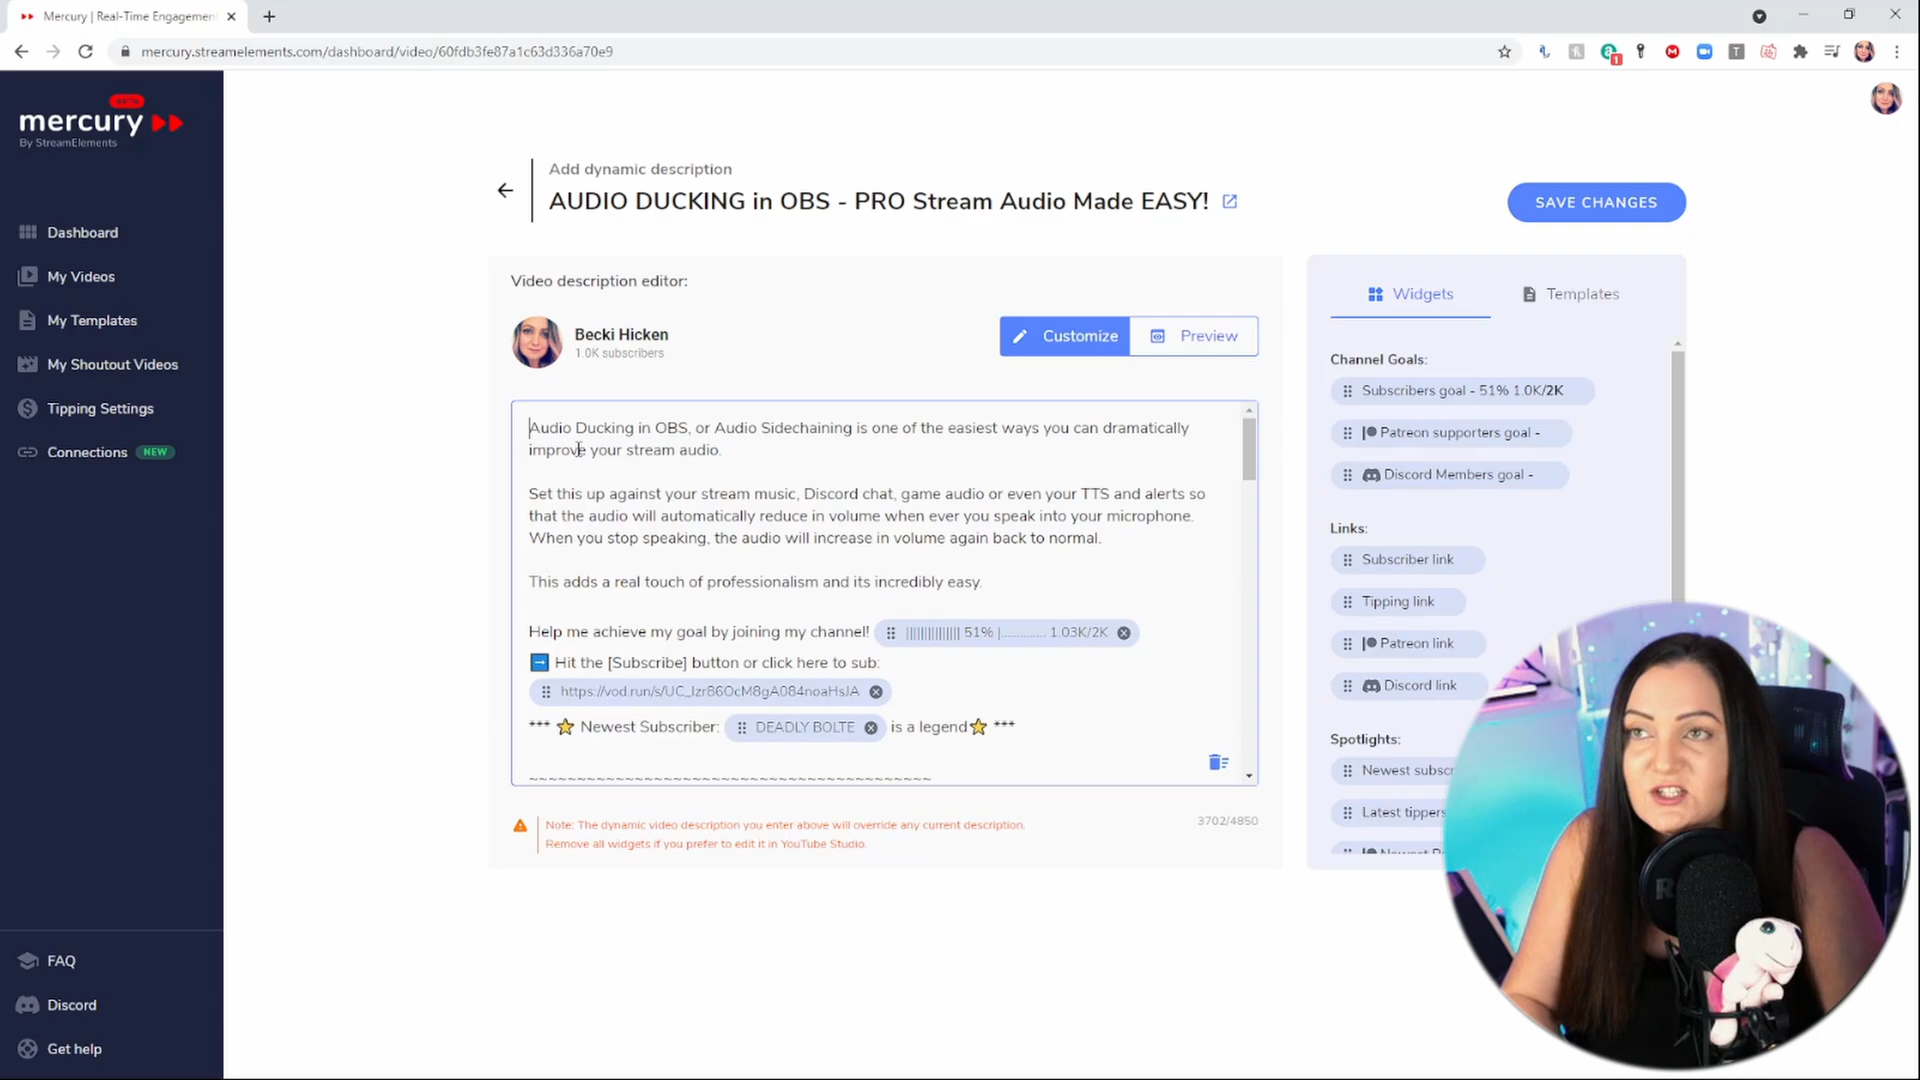 Mercury | Real-Time Engagement
mercury.streamelements.com/dashboard/video/60fdb3fe87a1c63d336a70e9
1
BETA
mercury
By StreamElements
Dashboard
My Videos
My Templates
My Shoutout Videos
Tipping Settings
Connections NEW
FAQ
Discord
Get help
Add dynamic description
AUDIO DUCKING in OBS - PRO Stream Audio Made EASY!
SAVE CHANGES
Video description editor:
Becki Hicken
1.0K subscribers
Customize
Preview
Audio Ducking in OBS, or Audio Sidechaining is one of the easiest ways you can dramatically
improve your stream audio.
Set this up against your stream music, Discord chat, game audio or even your TTS and alerts so
that the audio will automatically reduce in volume when ever you speak into your microphone.
When you stop speaking, the audio will increase in volume again back to normal.
This adds a real touch of professionalism and its incredibly easy.
Help me achieve my goal by joining my channel! ||||||||||||||| 51% |.............. 1.03K/2K
➡ Hit the [Subscribe] button or click here to sub:
https://vod.run/s/UC_Izr86OcM8gA084noaHsJA
*** ⭐ Newest Subscriber: DEADLY BOLTE is a legend⭐ ***
~~~~~~~~~~~~~~~~~~~~~~~~~~~~~~~~~~~~~~~~~~
Note: The dynamic video description you enter above will override any current description.
Remove all widgets if you prefer to edit it in YouTube Studio.
3702/4850
Widgets
Templates
Channel Goals:
Subscribers goal - 51% 1.0K/2K
Patreon supporters goal -
Discord Members goal -
Links:
Subscriber link
Tipping link
Patreon link
Discord link
Spotlights:
Newest subsc
Latest tippers